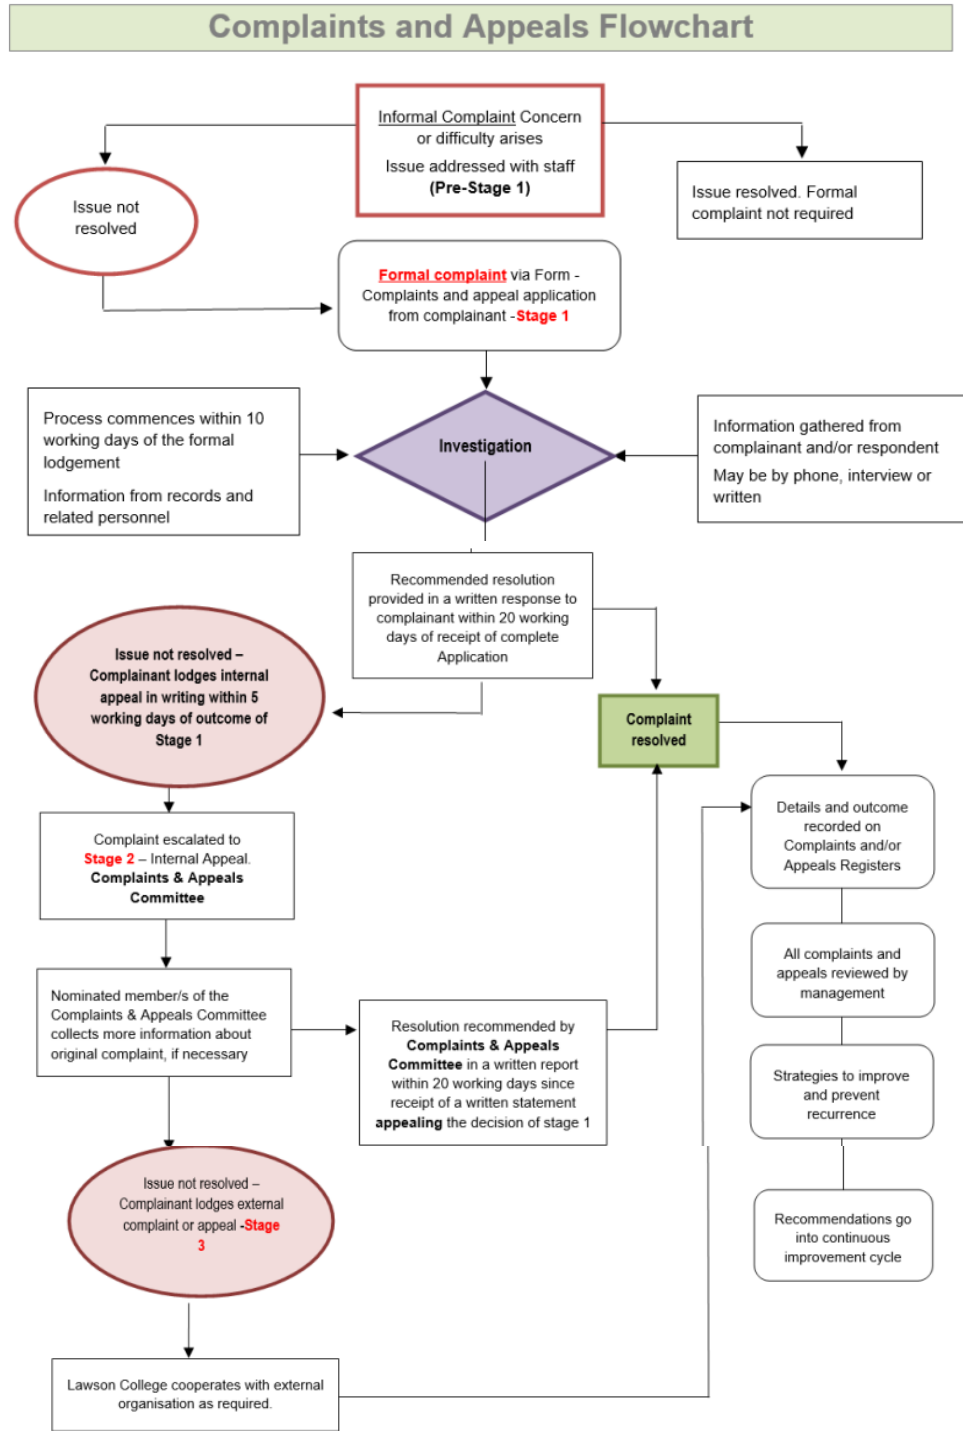 Complaints and Appeals Flowchart
Informal Complaint Concern
or difficulty arises
Issue addressed with staff
(Pre-Stage 1)
Issue not
resolved
Issue resolved. Formal
complaint not required
Formal complaint via Form -
Complaints and appeal application
from complainant -Stage 1
Process commences within 10
working days of the formal
lodgement
Information from records and
related personnel
Investigation
Information gathered from
complainant and/or respondent
May be by phone, interview or
written
Recommended resolution
provided in a written response to
complainant within 20 working
days of receipt of complete
Application
Issue not resolved –
Complainant lodges internal
appeal in writing within 5
working days of outcome of
Stage 1
Complaint
resolved
Complaint escalated to
Stage 2 – Internal Appeal.
Complaints & Appeals
Committee
Details and outcome
recorded on
Complaints and/or
Appeals Registers
Nominated member/s of the
Complaints & Appeals Committee
collects more information about
original complaint, if necessary
Resolution recommended by
Complaints & Appeals
Committee in a written report
within 20 working days since
receipt of a written statement
appealing the decision of stage 1
All complaints and
appeals reviewed by
management
Strategies to improve
and prevent
recurrence
Issue not resolved –
Complainant lodges external
complaint or appeal -Stage
3
Recommendations go
into continuous
improvement cycle
Lawson College cooperates with external
organisation as required.